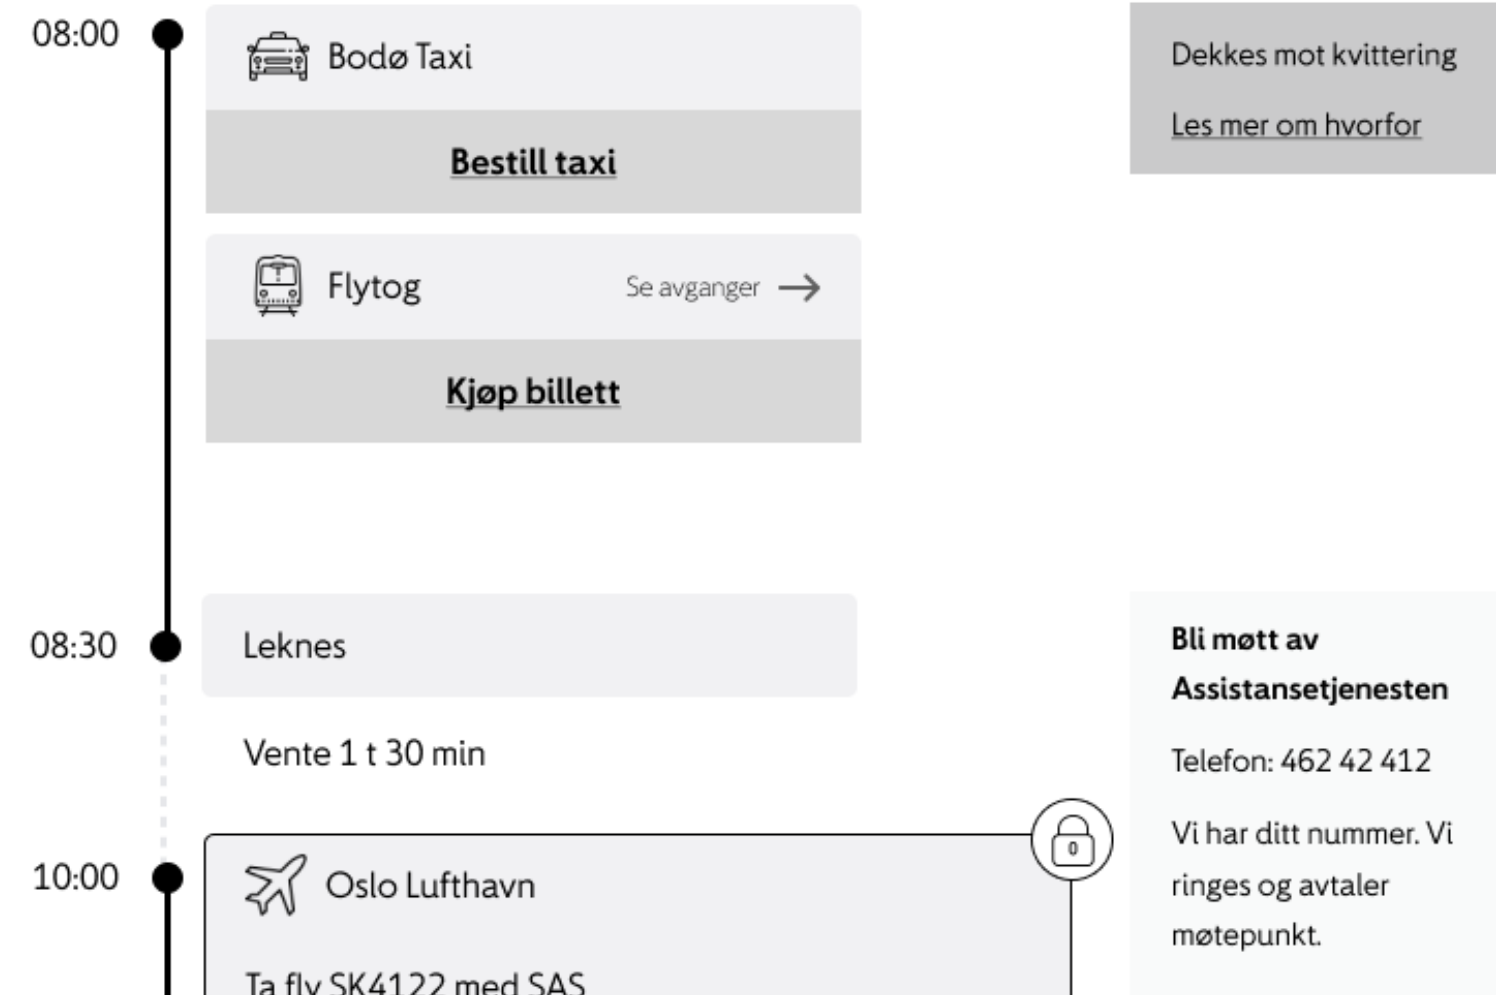 08:00
Bodø Taxi
Dekkes mot kvittering
Les mer om hvorfor
Bestill taxi
Flytog
Se avganger
Kjøp billett
08:30
Leknes
Bli møtt av
Assistansetjenesten
Vente 1 t 30 min
Telefon: 462 42 412
Vi har ditt nummer. Vi
ringes og avtaler
møtepunkt.
10:00
Oslo Lufthavn
0
Ta fly SK4122 med SAS